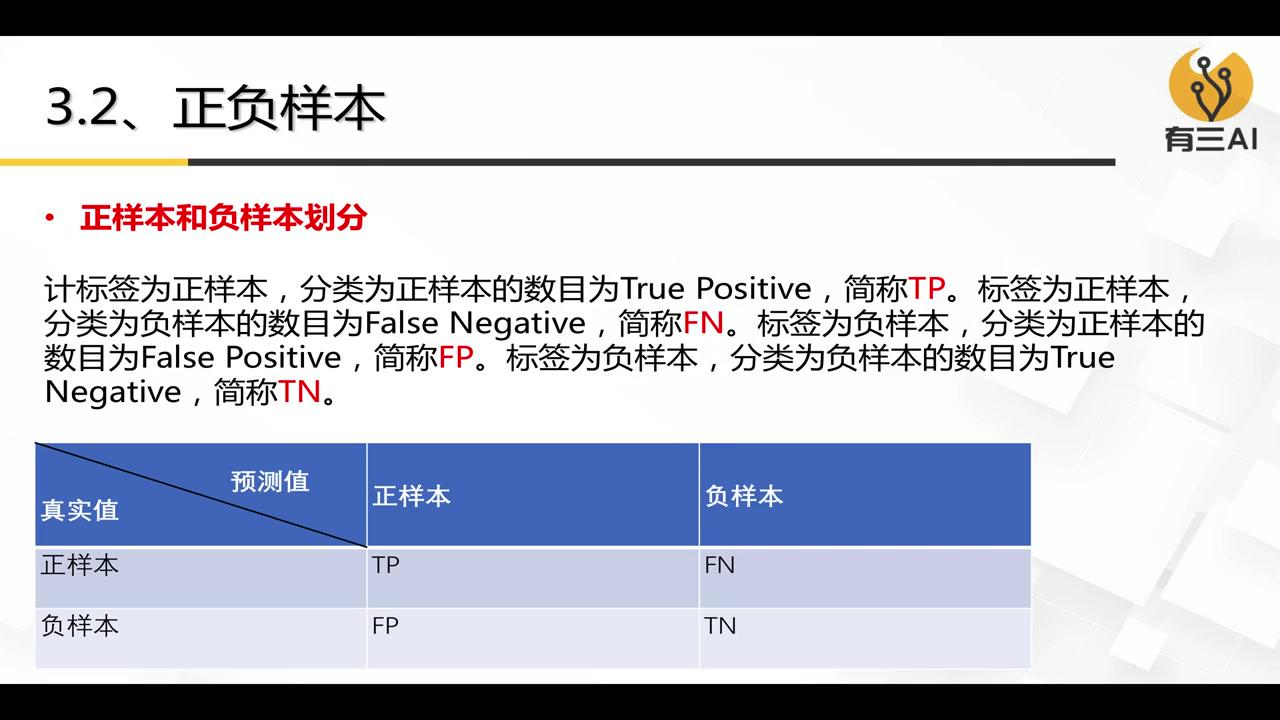 3.2、正负样本
有三AI
• 正样本和负样本划分
计标签为正样本，分类为正样本的数目为True Positive，简称TP。标签为正样本，
分类为负样本的数目为False Negative，简称FN。标签为负样本，分类为正样本的
数目为False Positive，简称FP。标签为负样本，分类为负样本的数目为True
Negative，简称TN。
预测值
真实值
正样本
负样本
正样本 TP FN
负样本 FP TN